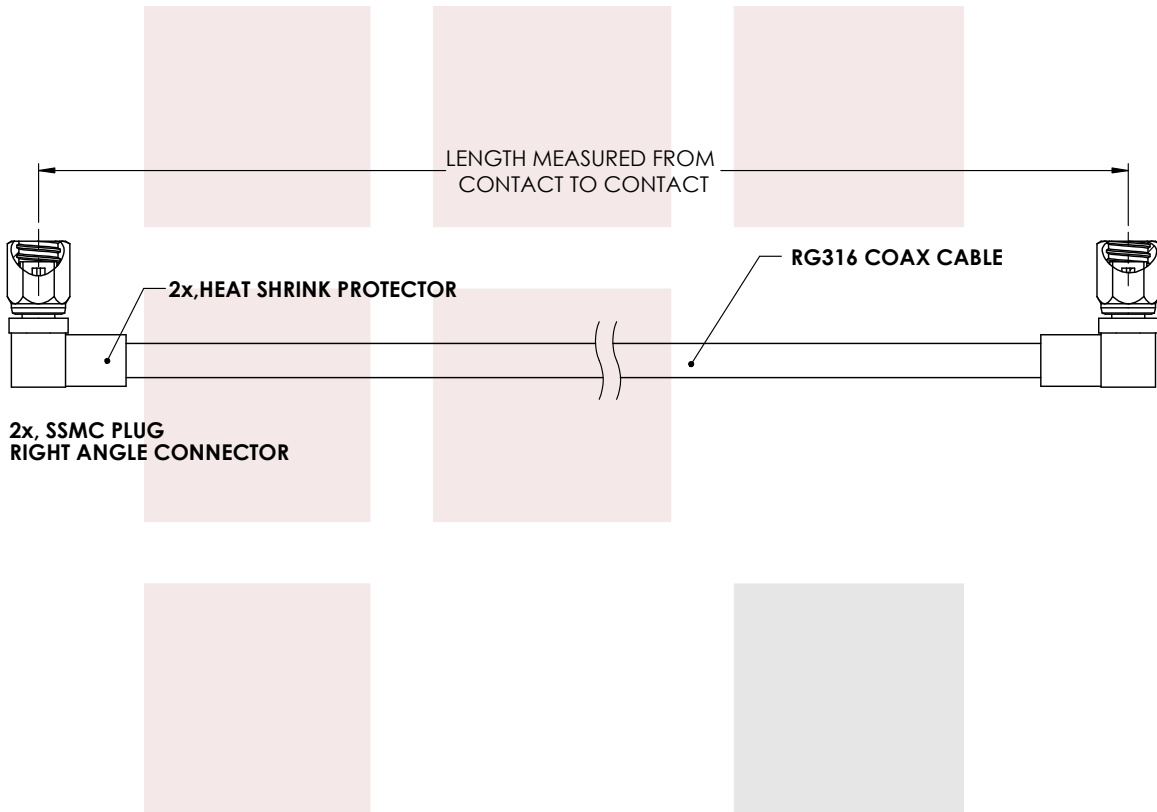 LENGTH MEASURED FROM
CONTACT TO CONTACT
RG316 COAX CABLE
2x,HEAT SHRINK PROTECTOR
2x, SSMC PLUG
RIGHT ANGLE CONNECTOR